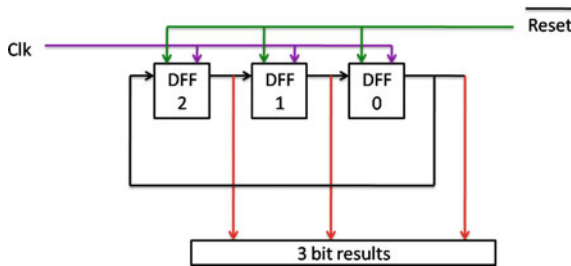 Reset
Clk
DFF
2
DFF
1
DFF
0
3 bit results